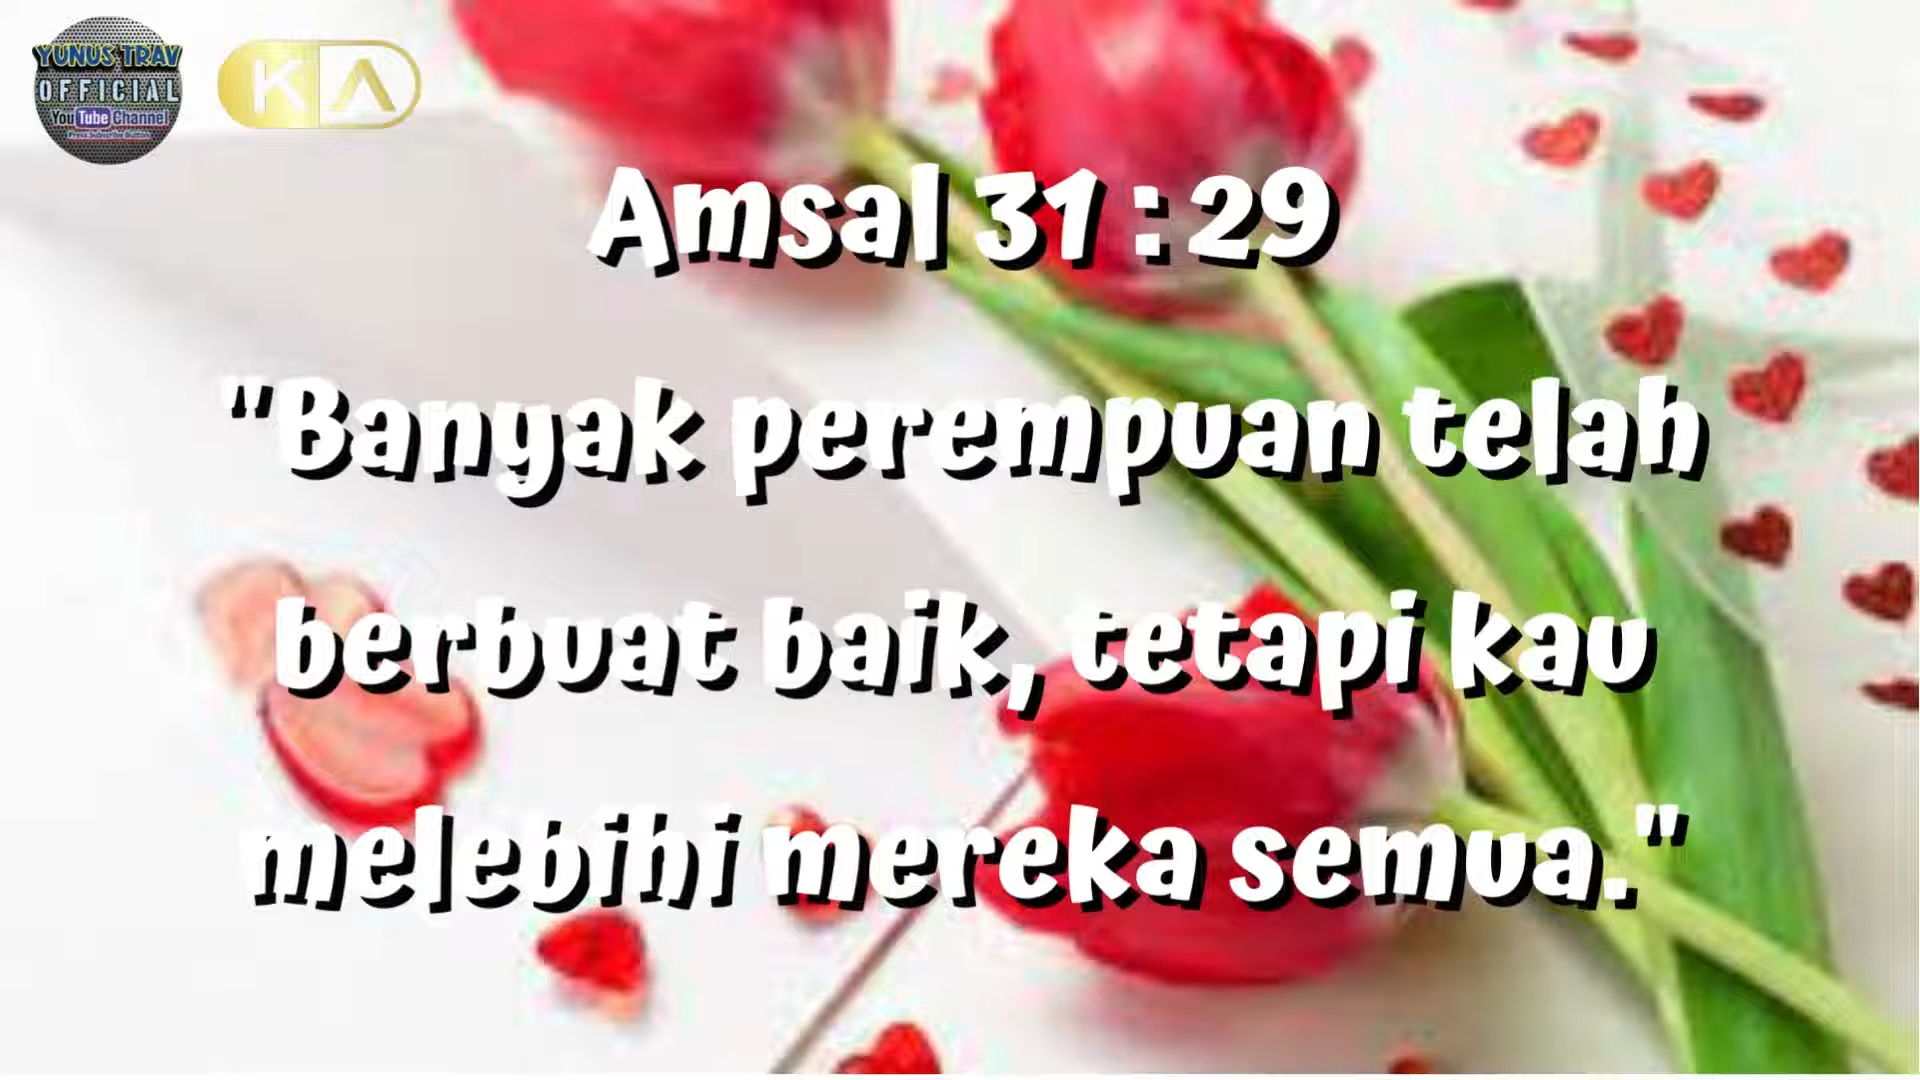 YUNUS TRAV
OFFICIAL
YouTube Channel
KA
Amsal 31 : 29
"Banyak perempuan telah
berbuat baik, tetapi kau
melebihi mereka semua."